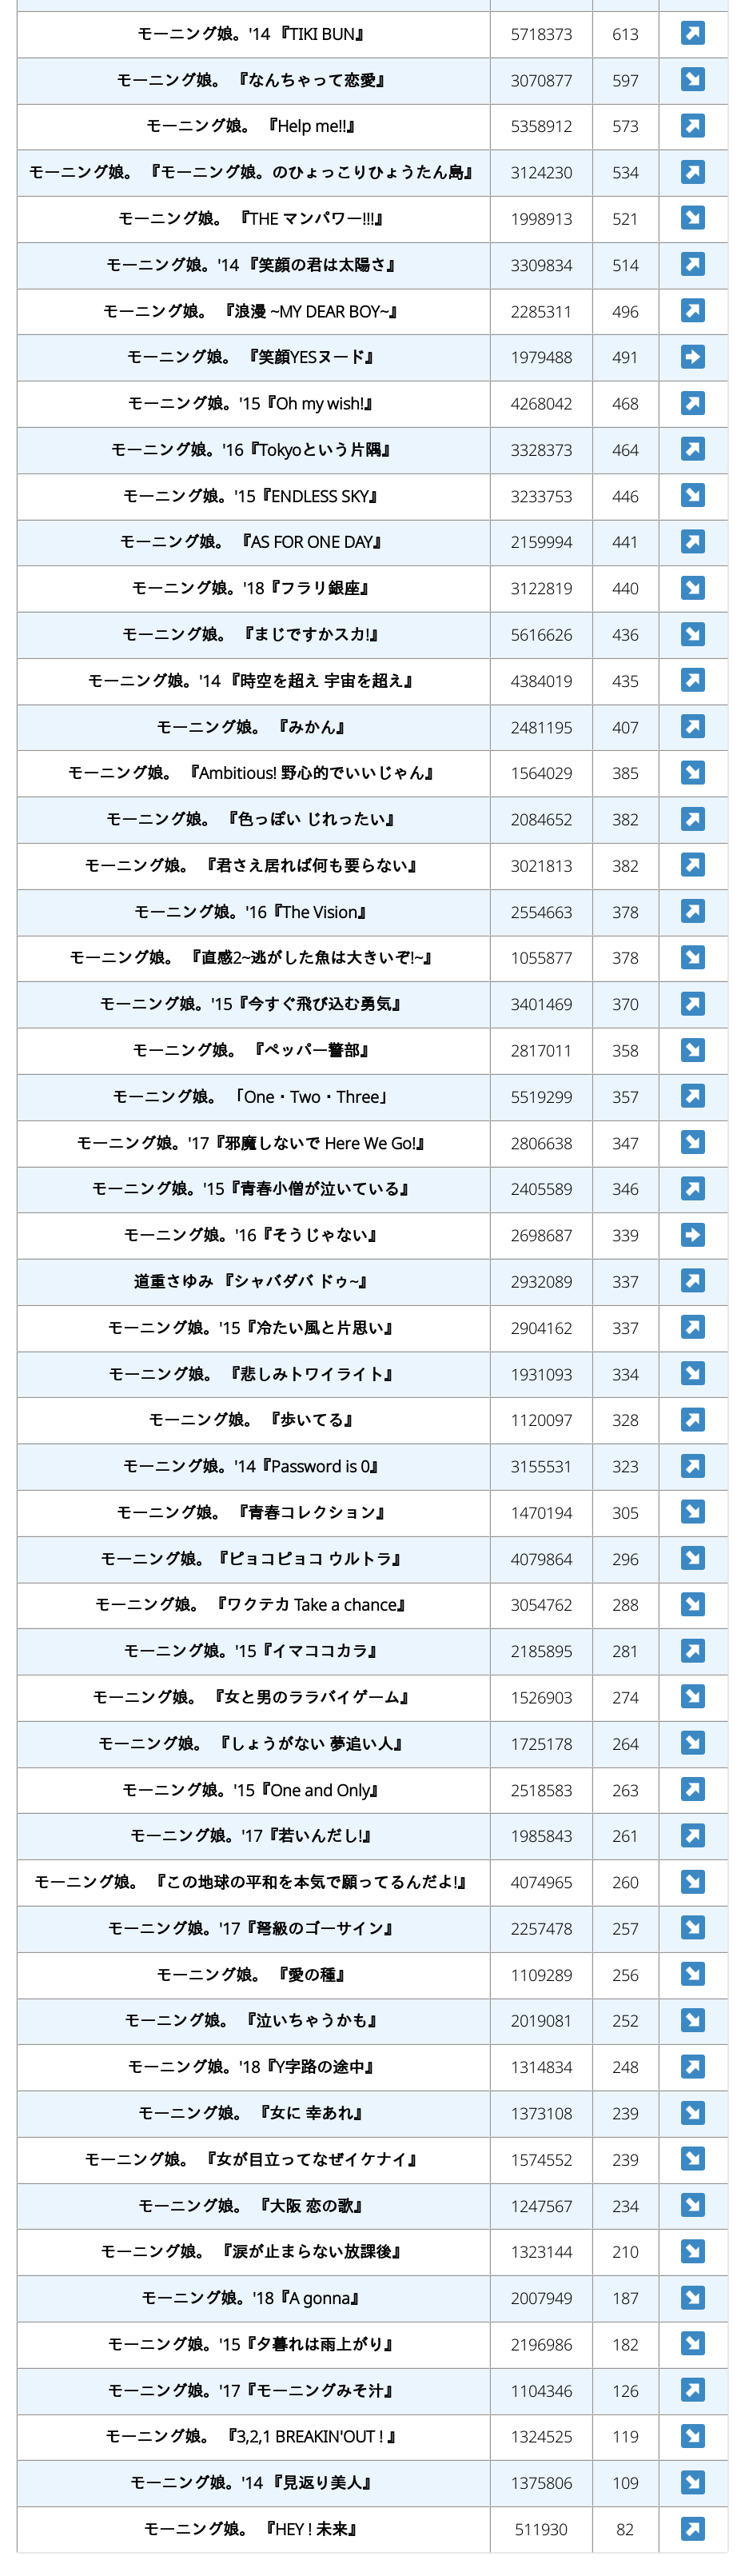 モーニング娘。'14 『TIKI BUN』 5718373 613 ↗
モーニング娘。 『なんちゃって恋愛』 3070877 597 ↘
モーニング娘。 『Help me!!』 5358912 573 ↗
モーニング娘。 『モーニング娘。のひょっこりひょうたん島』 3124230 534 ↗
モーニング娘。 『THE マンパワー!!!』 1998913 521 ↘
モーニング娘。'14 『笑顔の君は太陽さ』 3309834 514 ↗
モーニング娘。 『浪漫 ~MY DEAR BOY~』 2285311 496 ↗
モーニング娘。 『笑顔YESヌード』 1979488 491 ➡
モーニング娘。'15『Oh my wish!』 4268042 468 ↗
モーニング娘。'16『Tokyoという片隅』 3328373 464 ↗
モーニング娘。'15『ENDLESS SKY』 3233753 446 ↘
モーニング娘。 『AS FOR ONE DAY』 2159994 441 ↗
モーニング娘。'18『フラリ銀座』 3122819 440 ↘
モーニング娘。 『まじですかスカ!』 5616626 436 ↘
モーニング娘。'14 『時空を超え 宇宙を超え』 4384019 435 ↗
モーニング娘。 『みかん』 2481195 407 ↗
モーニング娘。 『Ambitious! 野心的でいいじゃん』 1564029 385 ↘
モーニング娘。 『色っぽい じれったい』 2084652 382 ↗
モーニング娘。 『君さえ居れば何も要らない』 3021813 382 ↗
モーニング娘。'16『The Vision』 2554663 378 ↗
モーニング娘。 『直感2~逃がした魚は大きいぞ!~』 1055877 378 ↘
モーニング娘。'15『今すぐ飛び込む勇気』 3401469 370 ↗
モーニング娘。 『ペッパー警部』 2817011 358 ↘
モーニング娘。 「One・Two・Three」 5519299 357 ↗
モーニング娘。'17『邪魔しないで Here We Go!』 2806638 347 ↘
モーニング娘。'15『青春小僧が泣いている』 2405589 346 ↗
モーニング娘。'16『そうじゃない』 2698687 339 ➡
道重さゆみ 『シャバダバ ドゥ~』 2932089 337 ↗
モーニング娘。'15『冷たい風と片思い』 2904162 337 ↗
モーニング娘。 『悲しみトワイライト』 1931093 334 ↘
モーニング娘。 『歩いてる』 1120097 328 ↗
モーニング娘。'14『Password is 0』 3155531 323 ↗
モーニング娘。 『青春コレクション』 1470194 305 ↘
モーニング娘。『ピョコピョコ ウルトラ』 4079864 296 ↘
モーニング娘。 『ワクテカ Take a chance』 3054762 288 ↘
モーニング娘。'15『イマココカラ』 2185895 281 ↗
モーニング娘。 『女と男のララバイゲーム』 1526903 274 ↘
モーニング娘。 『しょうがない 夢追い人』 1725178 264 ↘
モーニング娘。'15『One and Only』 2518583 263 ↗
モーニング娘。'17『若いんだし!』 1985843 261 ↗
モーニング娘。 『この地球の平和を本気で願ってるんだよ!』 4074965 260 ↘
モーニング娘。'17『弩級のゴーサイン』 2257478 257 ↘
モーニング娘。 『愛の種』 1109289 256 ↘
モーニング娘。 『泣いちゃうかも』 2019081 252 ↘
モーニング娘。'18『Y字路の途中』 1314834 248 ↗
モーニング娘。 『女に 幸あれ』 1373108 239 ↘
モーニング娘。 『女が目立ってなぜイケナイ』 1574552 239 ↘
モーニング娘。 『大阪 恋の歌』 1247567 234 ↘
モーニング娘。 『涙が止まらない放課後』 1323144 210 ↘
モーニング娘。'18『A gonna』 2007949 187 ↘
モーニング娘。'15『夕暮れは雨上がり』 2196986 182 ↘
モーニング娘。'17『モーニングみそ汁』 1104346 126 ↗
モーニング娘。 『3,2,1 BREAKIN'OUT ! 』 1324525 119 ↘
モーニング娘。'14 『見返り美人』 1375806 109 ↘
モーニング娘。 『HEY ! 未来』 511930 82 ↗